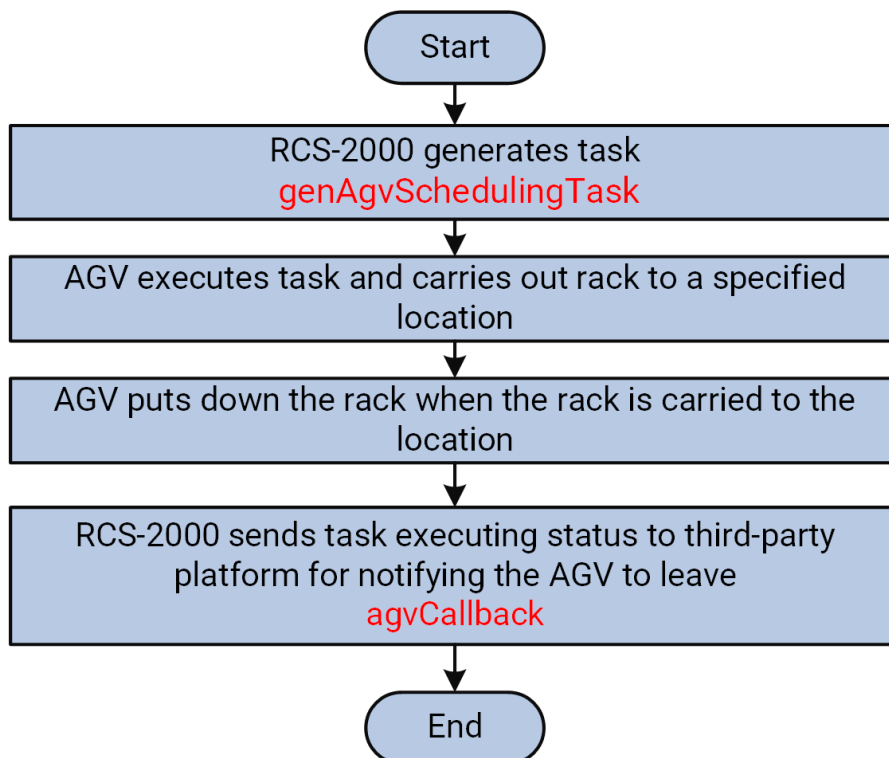 Start
RCS-2000 generates task
genAgvSchedulingTask
AGV executes task and carries out rack to a specified
location
AGV puts down the rack when the rack is carried to the
location
RCS-2000 sends task executing status to third-party
platform for notifying the AGV to leave
agvCallback
End